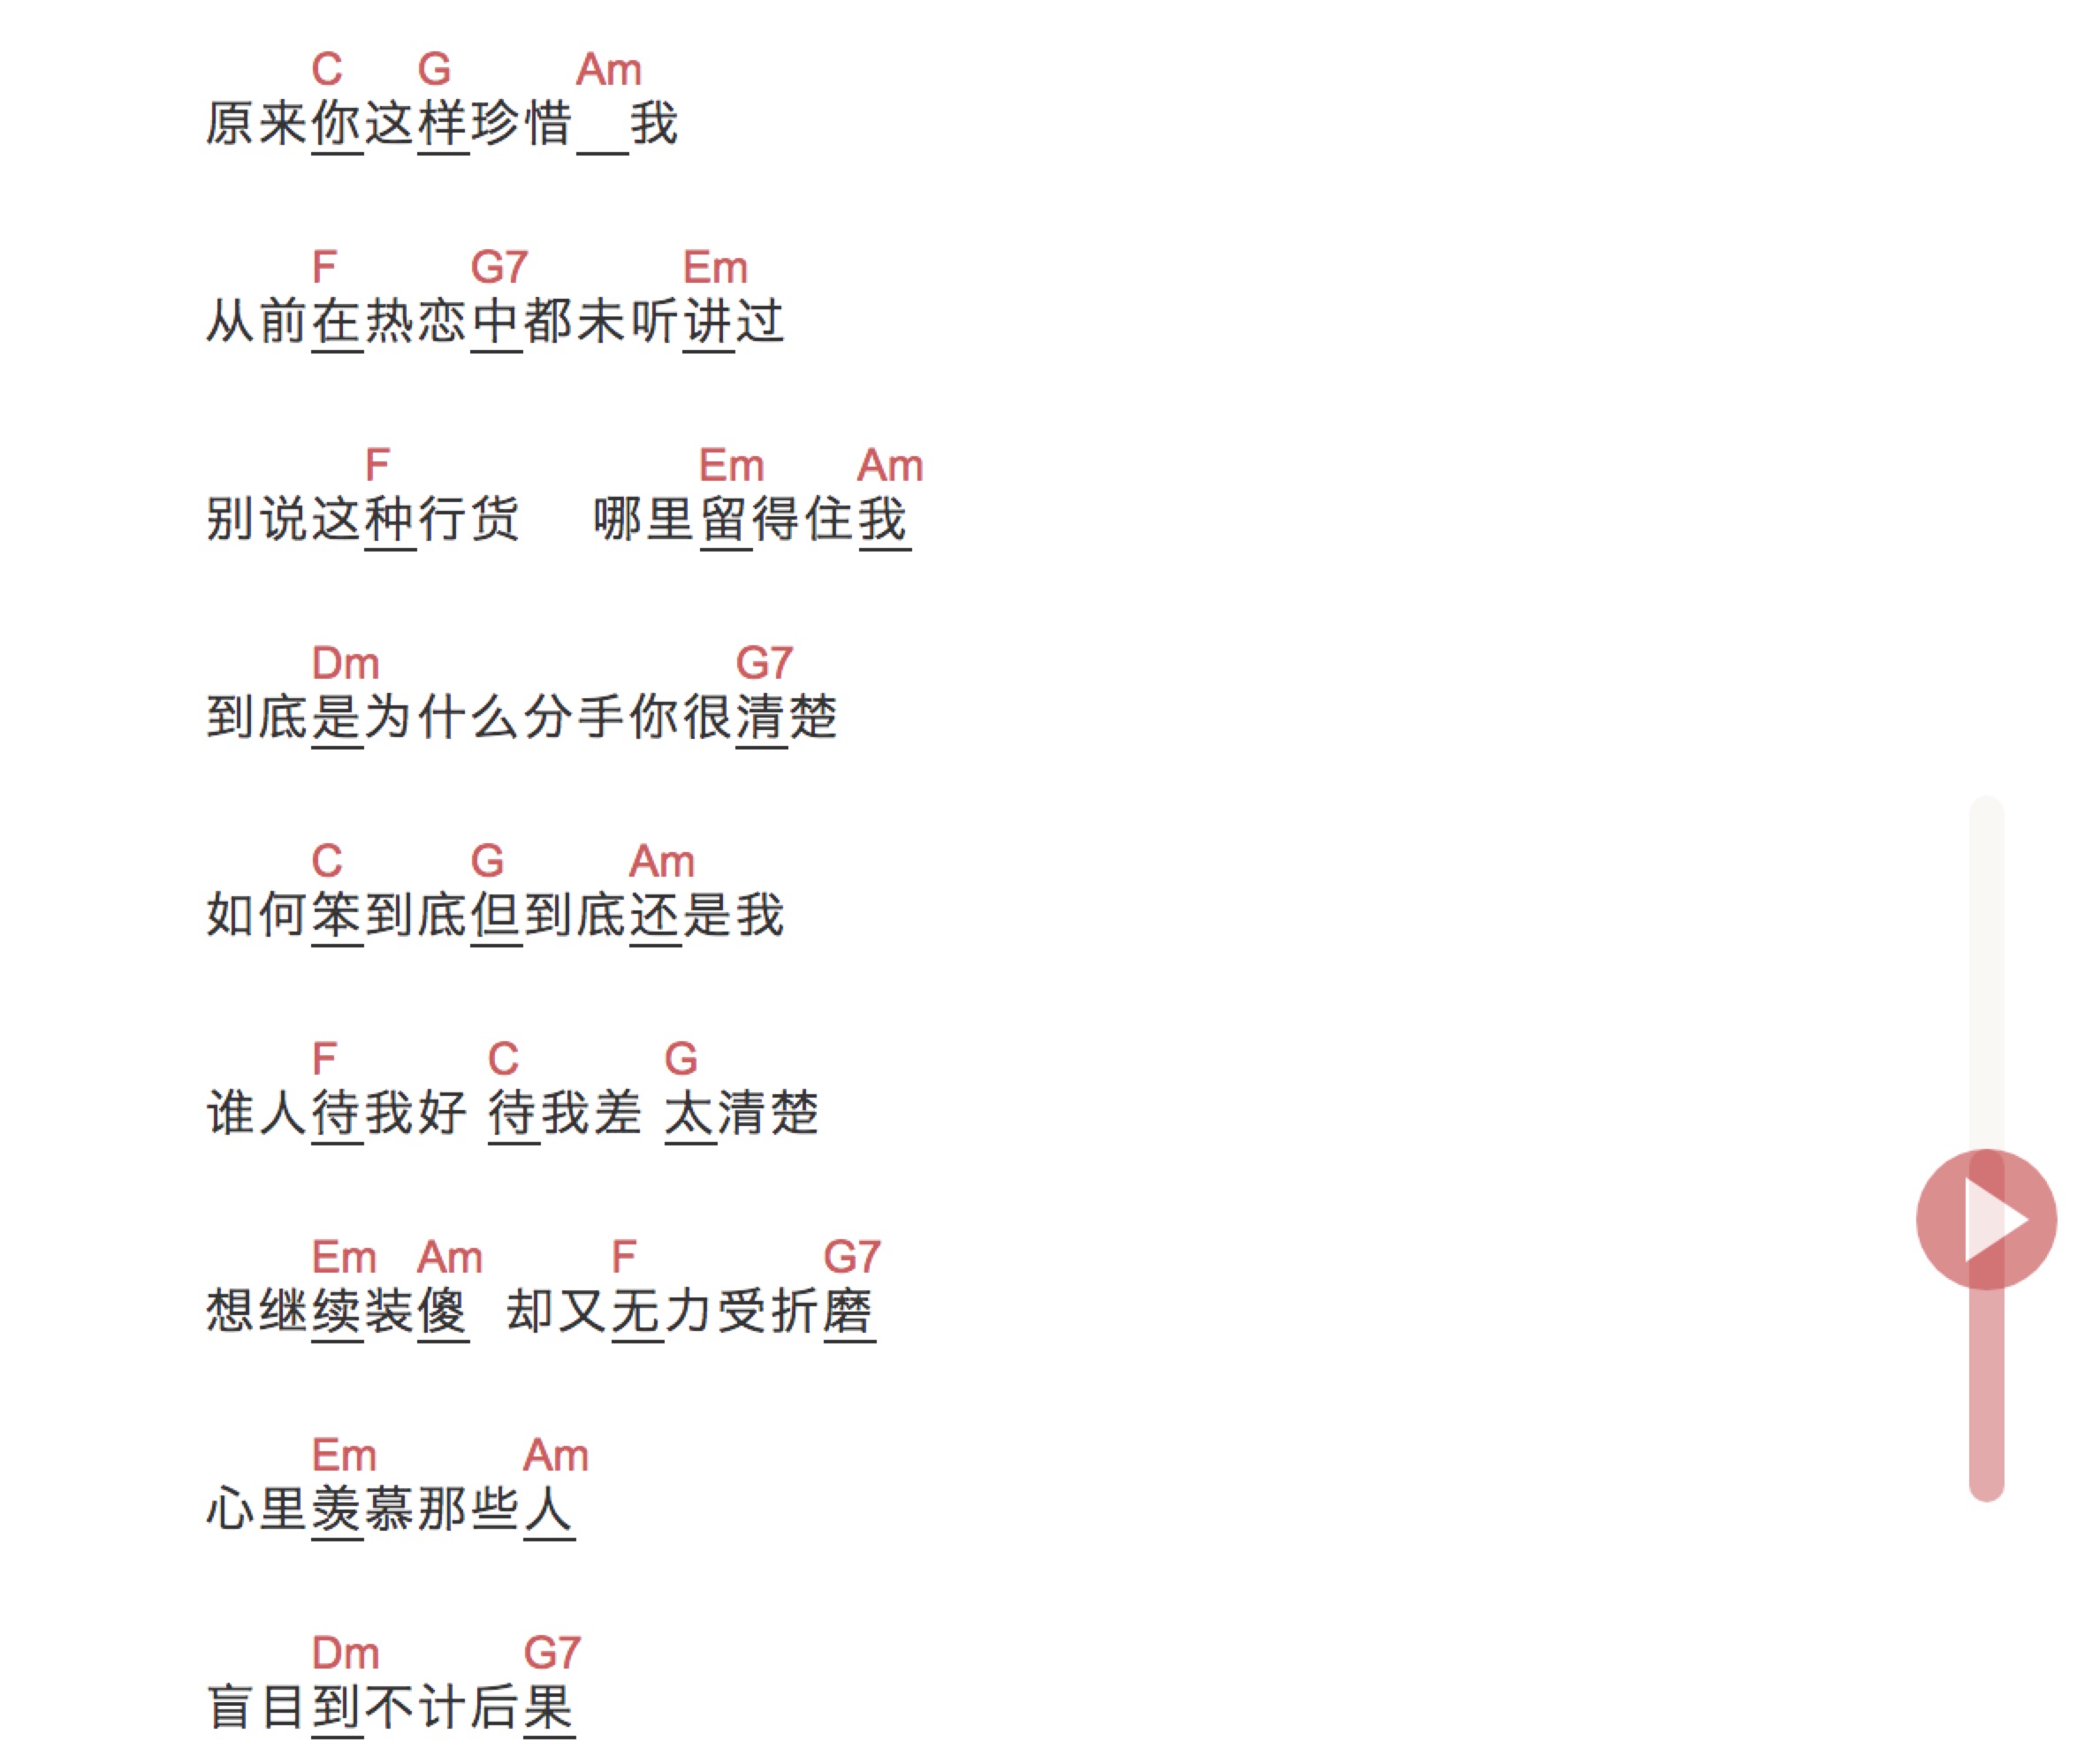 C G Am
原来你这样珍惜__我
F G7 Em
从前在热恋中都未听讲过
F Em Am
别说这种行货 哪里留得住我
Dm G7
到底是为什么分手你很清楚
C G Am
如何笨到底但到底还是我
F C G
谁人待我好 待我差 太清楚
Em Am F G7
想继续装傻 却又无力受折磨
Em Am
心里羡慕那些人
Dm G7
盲目到不计后果